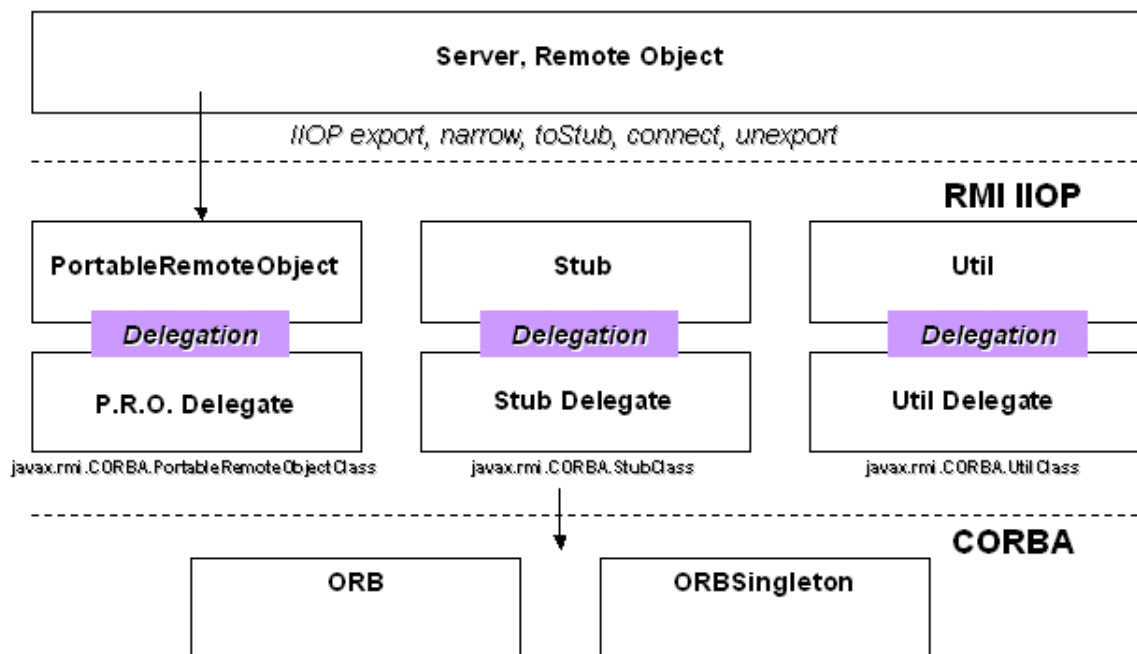 Server, Remote Object
IIOP export, narrow, toStub, connect, unexport
RMI IIOP
PortableRemoteObject
Stub
Util
Delegation
Delegation
Delegation
P.R.O. Delegate
Stub Delegate
Util Delegate
javax.rmi.CORBA.PortableRemoteObjectClass
javax.rmi.CORBA.StubClass
javax.rmi.CORBA.UtilClass
CORBA
ORB
ORBSingleton